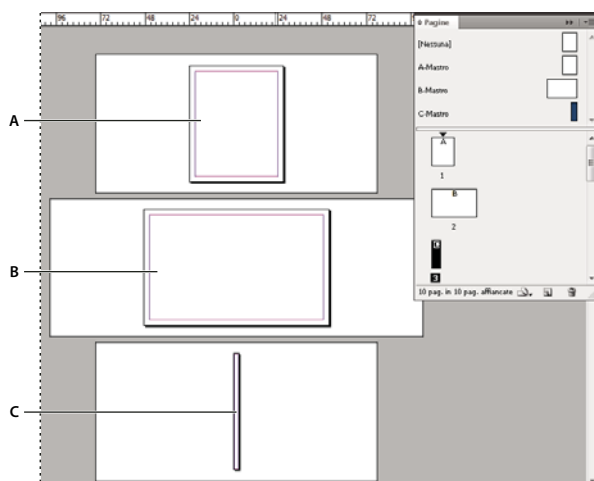 96 72 48 24 0 24 48 72
Pagine
[Nessuna]
A-Mastro
B-Mastro
C-Mastro
A
1
B
2
C
3
10 pag. in 10 pag. affiancate
A
B
C